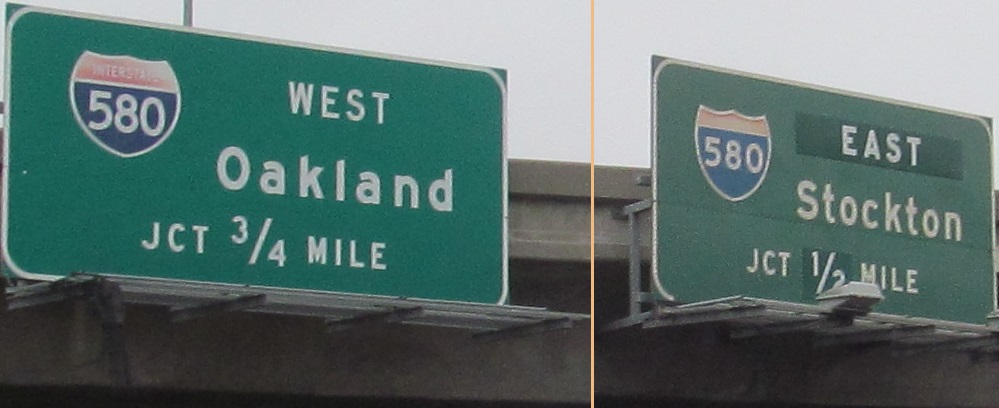 INTERSTATE
580
WEST
Oakland
JCT 3/4 MILE
580
EAST
Stockton
JCT 1/2 MILE